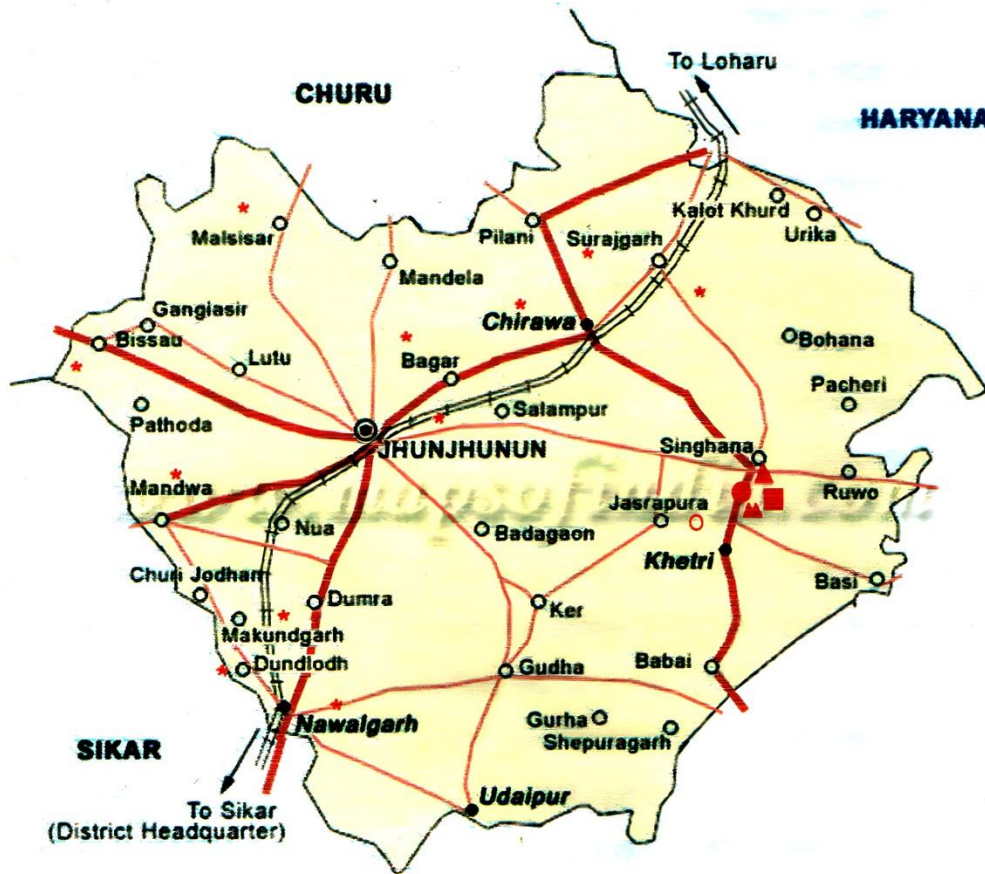 To Loharu
CHURU
HARYANA
Kalot Khurd
Malsisar
Pilani
Surajgarh
Urika
Mandela
Gangiasir
Chirawa
Bissau
Lutu
Bagar
Bohana
Pacheri
Pathoda
Salampur
JHUNJHUNUN
Singhana
Mandwa
Ruwo
Jasrapura
Nua
Badagaon
Khetri
Churi Jodhan
Basi
Dumra
Ker
Makundgarh
Dundlodh
Gudha
Babai
Nawalgarh
Gurha
Shepuragarh
SIKAR
To Sikar
(District Headquarter)
Udaipur